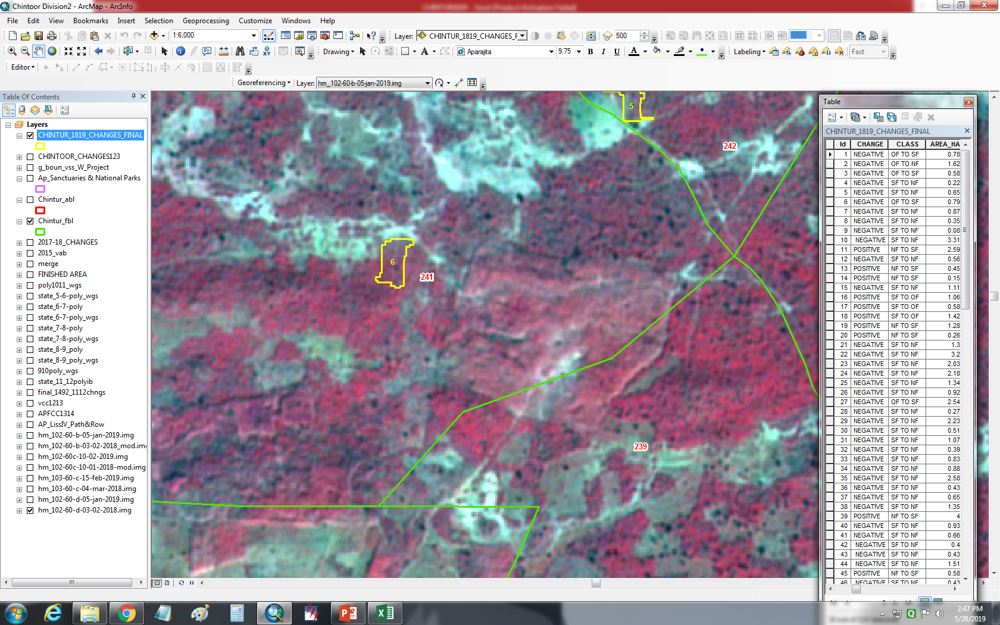 Chintoor Division2 - ArcMap - ArcInfo
File Edit View Bookmarks Insert Selection Geoprocessing Customize Windows Help
1:6,000
Layer: CHINTUR_1819_CHANGES_F
500
100%
Drawing
Aparajita
9.75
B I U A
Labeling
Fast
Editor
Georeferencing
Layer: hm_102-60-b-05-jan-2019.img
Table Of Contents
Layers
CHINTUR_1819_CHANGES_FINAL
CHINTOOR_CHANGES123
g_boun_vss_W_Project
Ap_Sanctuaries & National Parks
Chintur_abl
Chintur_fbl
2017-18_CHANGES
2015_vab
merge
FINISHED AREA
poly1011_wgs
state_5-6-poly_wgs
state_6-7-poly
state_6-7-poly_wgs
state_7-8-poly
state_7-8-poly_wgs
state_8-9_poly
state_8-9_poly_wgs
910poly_wgs
state_11_12polyib
final_1492_1112chngs
vcc1213
APFCC1314
AP_LissIV_Path&Row
hm_102-60-b-05-jan-2019.img
hm_102-60-b-03-02-2018_mod.im
hm_102-60c-10-02-2019.img
hm_102-60c-10-01-2018-mod.img
hm_103-60-c-15-feb-2019.img
hm_103-60-c-04-mar-2018.img
hm_102-60-d-05-jan-2019.img
hm_102-60-d-03-02-2018.img
5
242
6
241
239
Table
CHINTUR_1819_CHANGES_FINAL
Id CHANGE CLASS AREA_HA
1 NEGATIVE OF TO SF 0.78
2 NEGATIVE OF TO NF 1.62
3 NEGATIVE OF TO SF 0.58
4 NEGATIVE SF TO NF 0.22
5 NEGATIVE SF TO NF 0.65
6 NEGATIVE OF TO SF 0.79
7 NEGATIVE SF TO NF 0.87
8 NEGATIVE SF TO NF 0.35
9 NEGATIVE SF TO NF 0.08
10 NEGATIVE SF TO NF 3.31
11 POSITIVE NF TO SF 2.59
12 NEGATIVE SF TO NF 0.56
13 POSITIVE NF TO SF 0.45
14 POSITIVE NF TO SF 0.15
15 NEGATIVE SF TO NF 1.11
16 POSITIVE SF TO OF 1.06
17 POSITIVE SF TO OF 0.58
18 POSITIVE SF TO OF 1.42
19 POSITIVE NF TO SF 1.28
20 POSITIVE NF TO SF 0.26
21 NEGATIVE SF TO NF 1.3
22 NEGATIVE SF TO NF 3.2
23 NEGATIVE SF TO NF 2.03
24 NEGATIVE SF TO NF 2.18
25 NEGATIVE SF TO NF 1.34
26 NEGATIVE SF TO NF 0.92
27 NEGATIVE OF TO SF 2.54
28 NEGATIVE SF TO NF 0.27
29 NEGATIVE SF TO NF 2.23
30 NEGATIVE SF TO NF 0.51
31 NEGATIVE SF TO NF 1.07
32 NEGATIVE SF TO NF 0.39
33 NEGATIVE SF TO NF 0.83
34 NEGATIVE SF TO NF 0.88
35 NEGATIVE SF TO NF 2.58
36 NEGATIVE SF TO NF 0.43
37 NEGATIVE SF TO NF 0.65
38 NEGATIVE SF TO NF 1.35
39 POSITIVE NF TO SF 4
40 NEGATIVE SF TO NF 0.93
41 NEGATIVE SF TO NF 0.66
42 NEGATIVE SF TO NF 0.4
43 NEGATIVE SF TO NF 0.43
44 NEGATIVE SF TO NF 1.51
45 POSITIVE NF TO SF 0.58
46 NEGATIVE SF TO NF 0.43
2:47 PM
5/28/2019